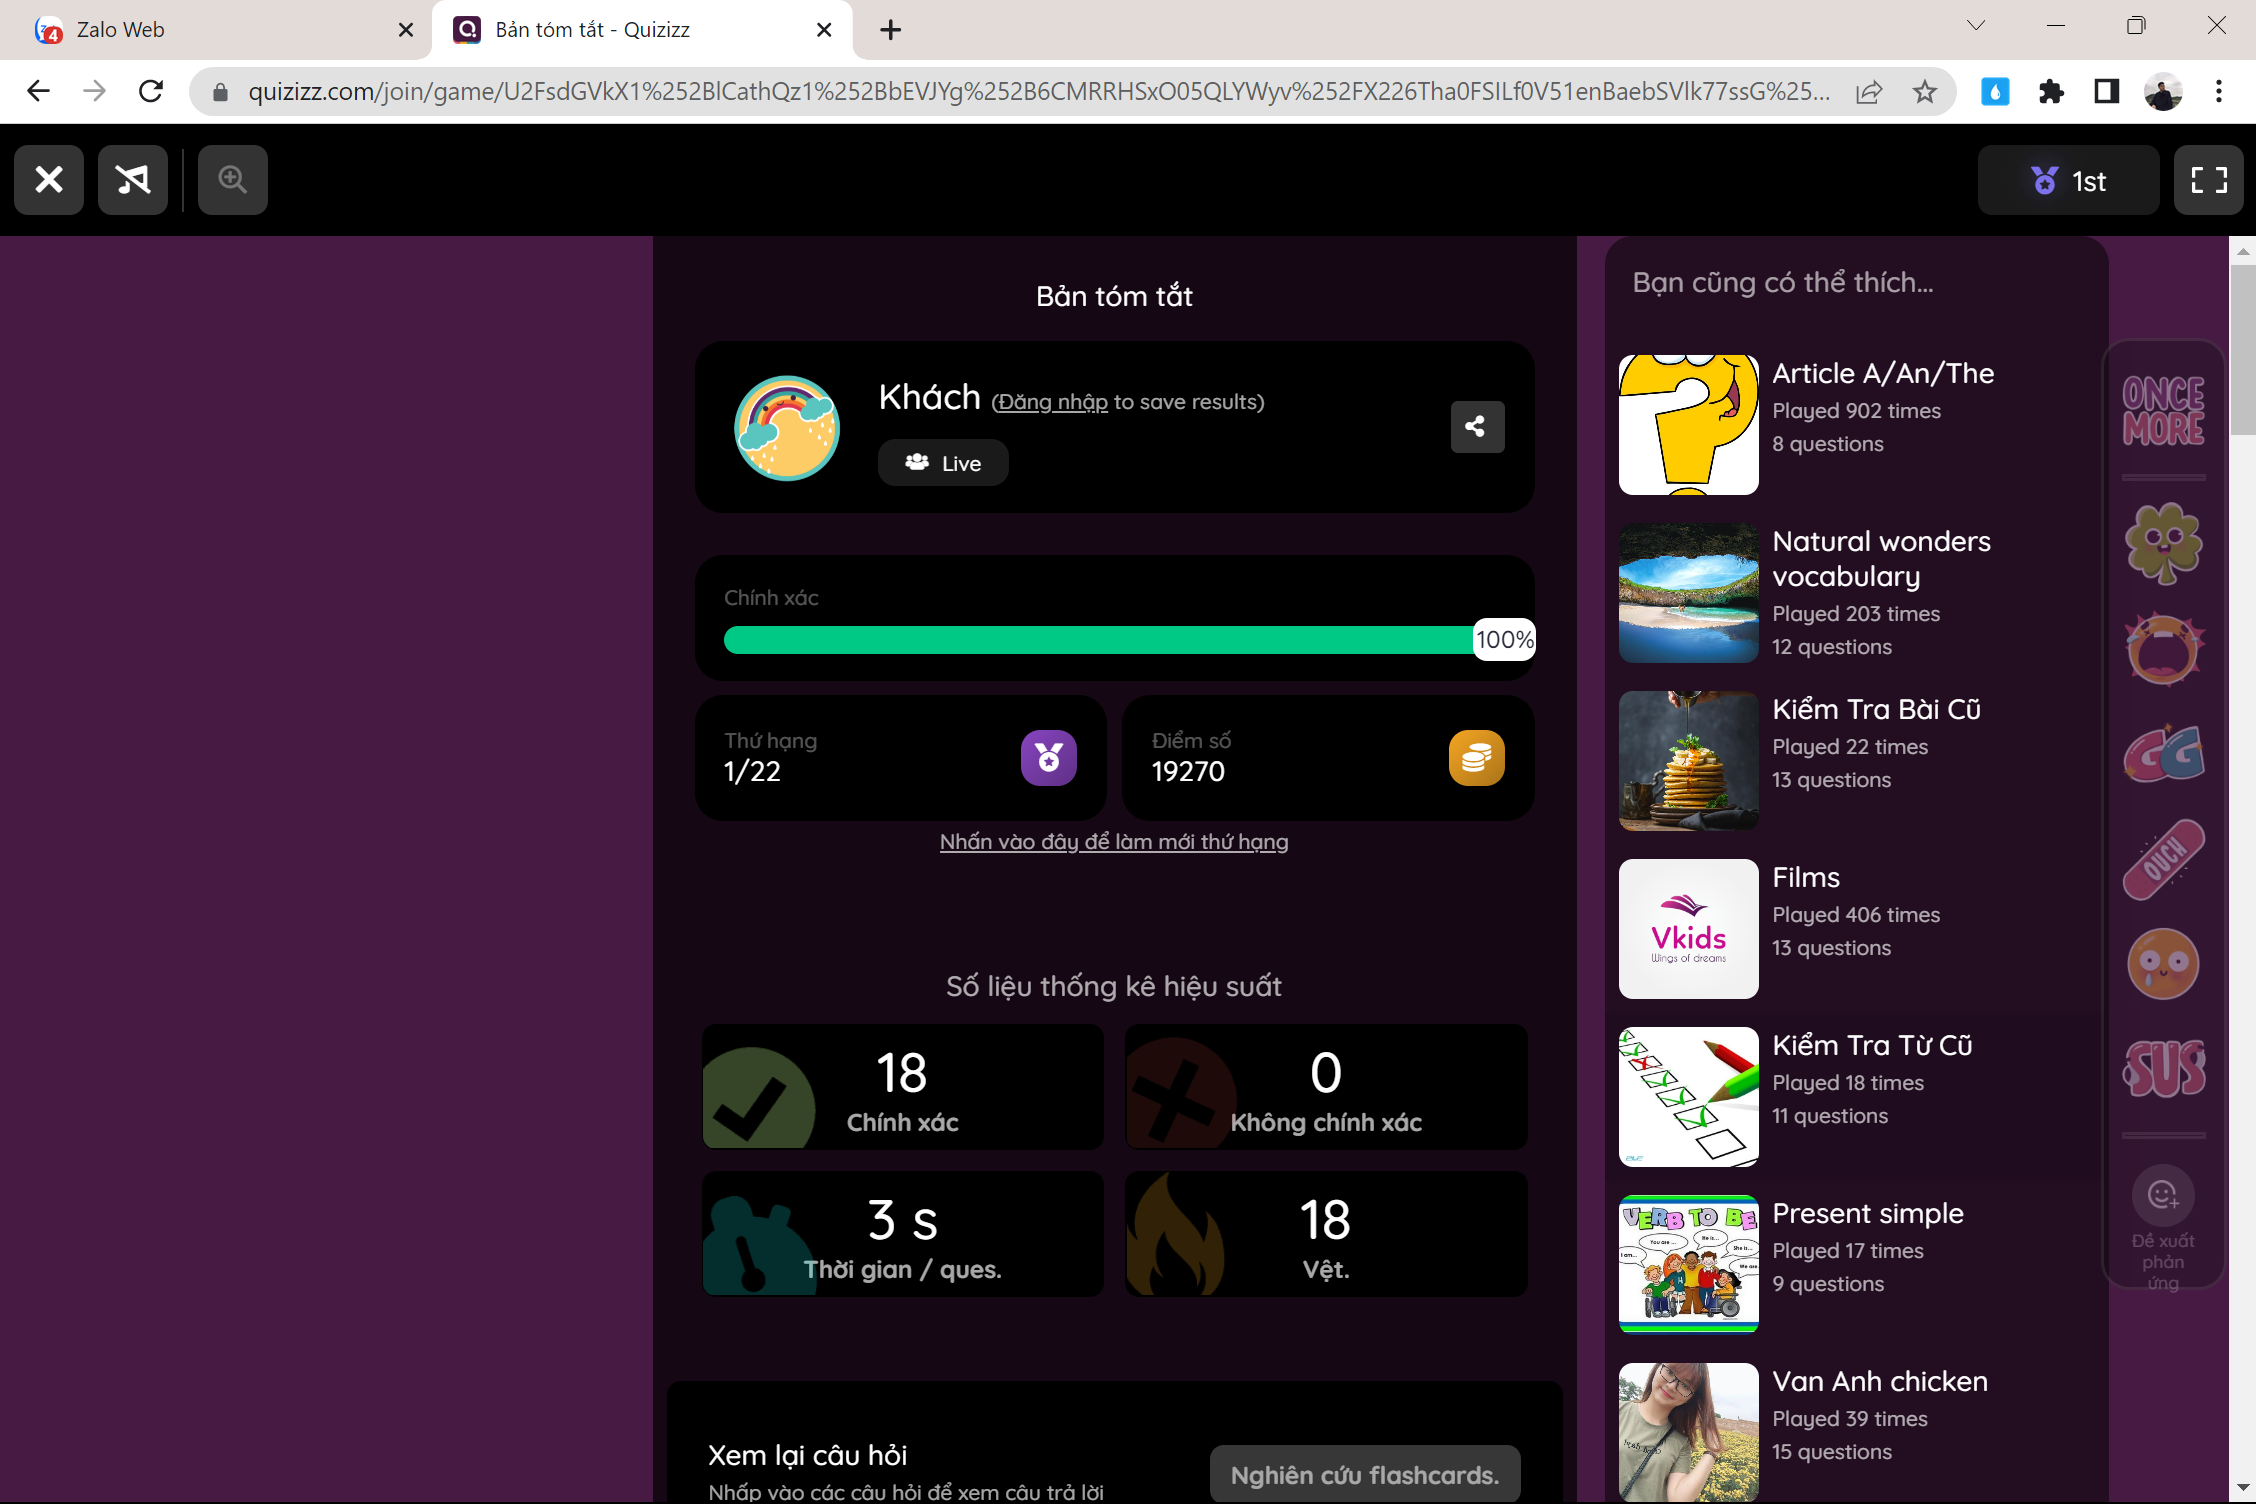 Zalo Web
Bản tóm tắt - Quizizz
quizizz.com/join/game/U2FsdGVkX1%252BlCathQz1%252BbEVJYg%252B6CMRRHSxO05QLYWyv%252FX226Tha0FSILf0V51enBaebSVlk77ssG%25...
1st
Bản tóm tắt
Khách (Đăng nhập to save results)
Live
Chính xác
100%
Thứ hạng
1/22
Điểm số
19270
Nhấn vào đây để làm mới thứ hạng
Số liệu thống kê hiệu suất
18
Chính xác
0
Không chính xác
3 s
Thời gian / ques.
18
Vệt.
Xem lại câu hỏi
Nhấp vào các câu hỏi để xem câu trả lời
Nghiên cứu flashcards.
Bạn cũng có thể thích...
Article A/An/The
Played 902 times
8 questions
Natural wonders
vocabulary
Played 203 times
12 questions
Kiểm Tra Bài Cũ
Played 22 times
13 questions
Vkids
Wings of dreams
Films
Played 406 times
13 questions
Kiểm Tra Từ Cũ
Played 18 times
11 questions
VERB TO BE
Present simple
Played 17 times
9 questions
Van Anh chicken
Played 39 times
15 questions
ONCE
MORE
GG
OUCH
SUS
Đề xuất
phản
ứng